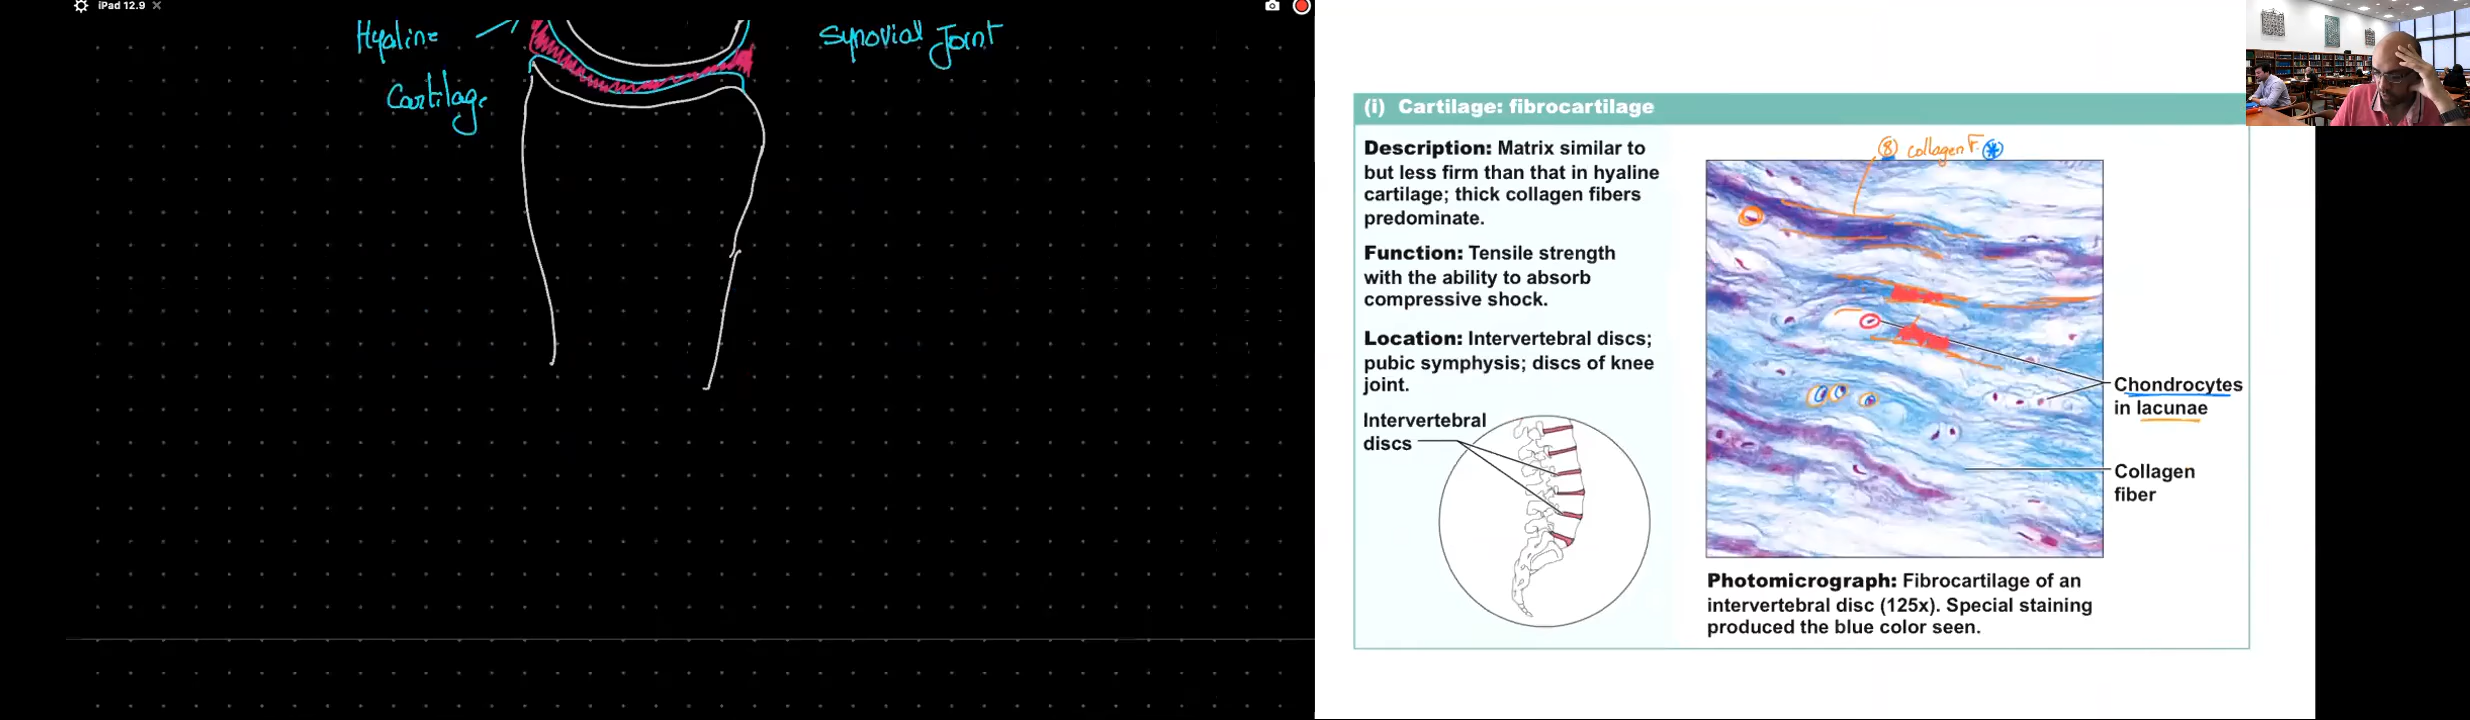 iPad 12.9
Hyaline
Cartilage
Synovial Joint
(i) Cartilage: fibrocartilage
Description: Matrix similar to
but less firm than that in hyaline
cartilage; thick collagen fibers
predominate.
Function: Tensile strength
with the ability to absorb
compressive shock.
Location: Intervertebral discs;
pubic symphysis; discs of knee
joint.
Intervertebral
discs
8 collagen F.
Chondrocytes
in lacunae
Collagen
fiber
Photomicrograph: Fibrocartilage of an
intervertebral disc (125x). Special staining
produced the blue color seen.